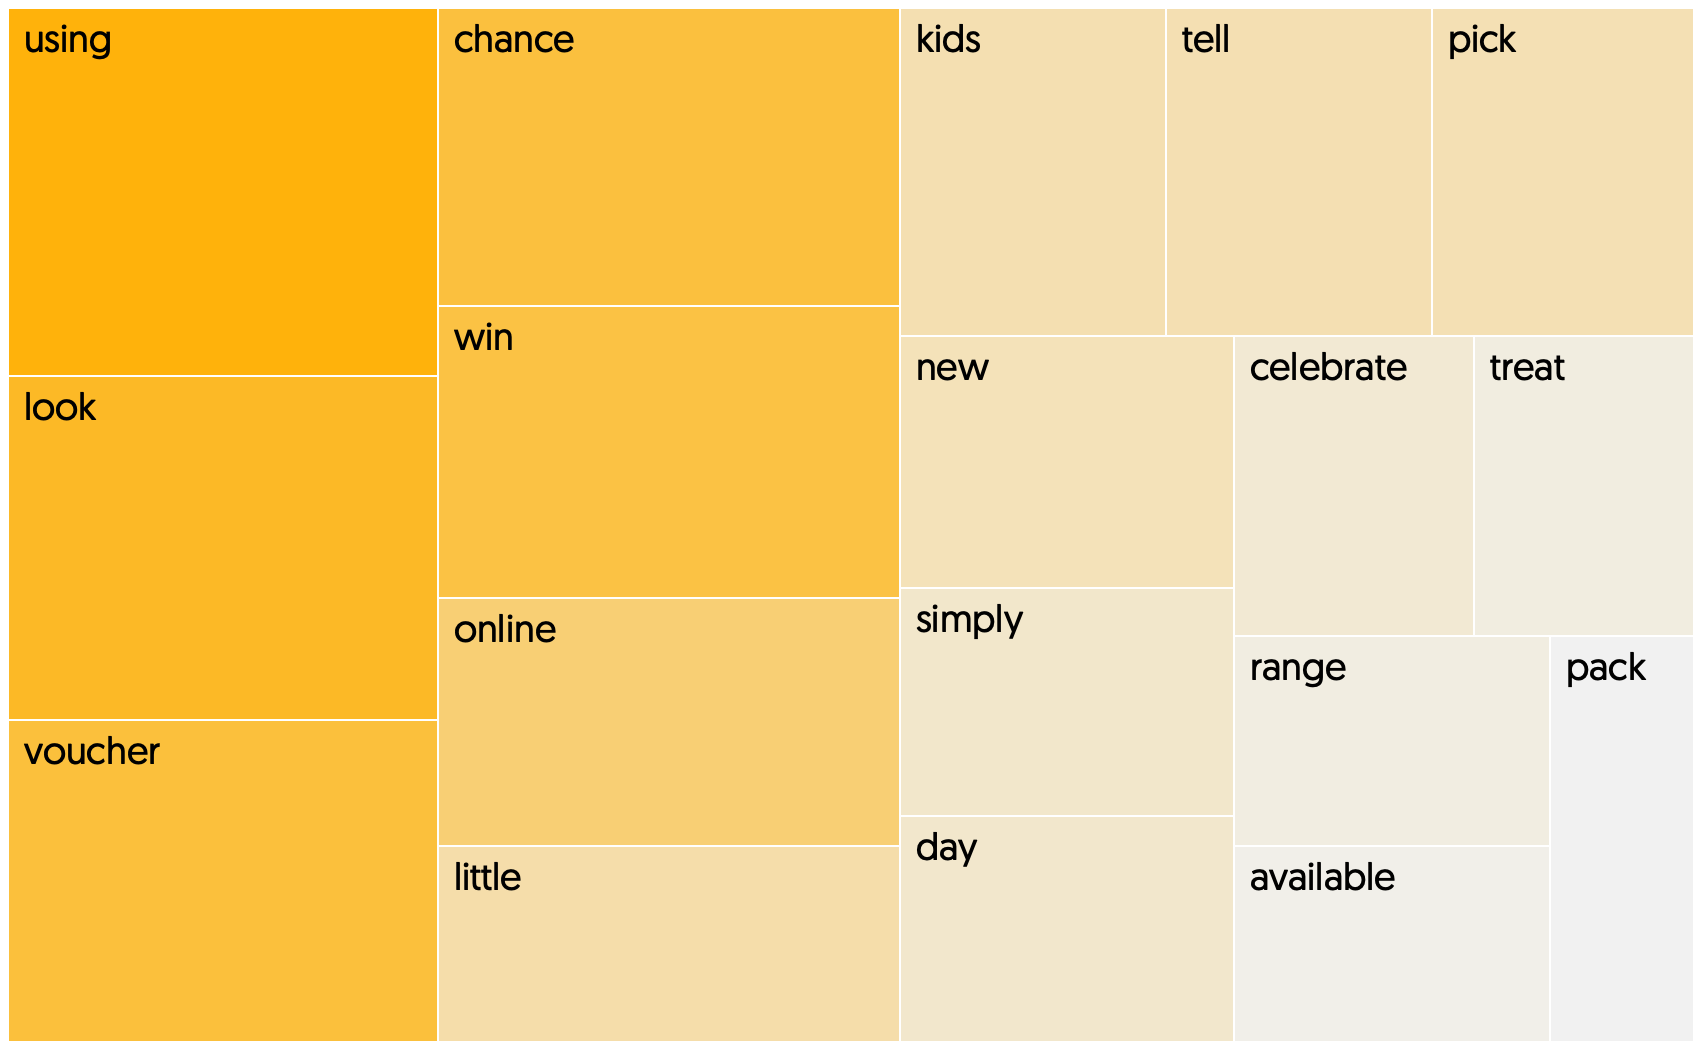 using
look
voucher
chance
win
online
little
kids
tell
pick
new
simply
day
celebrate
treat
range
available
pack